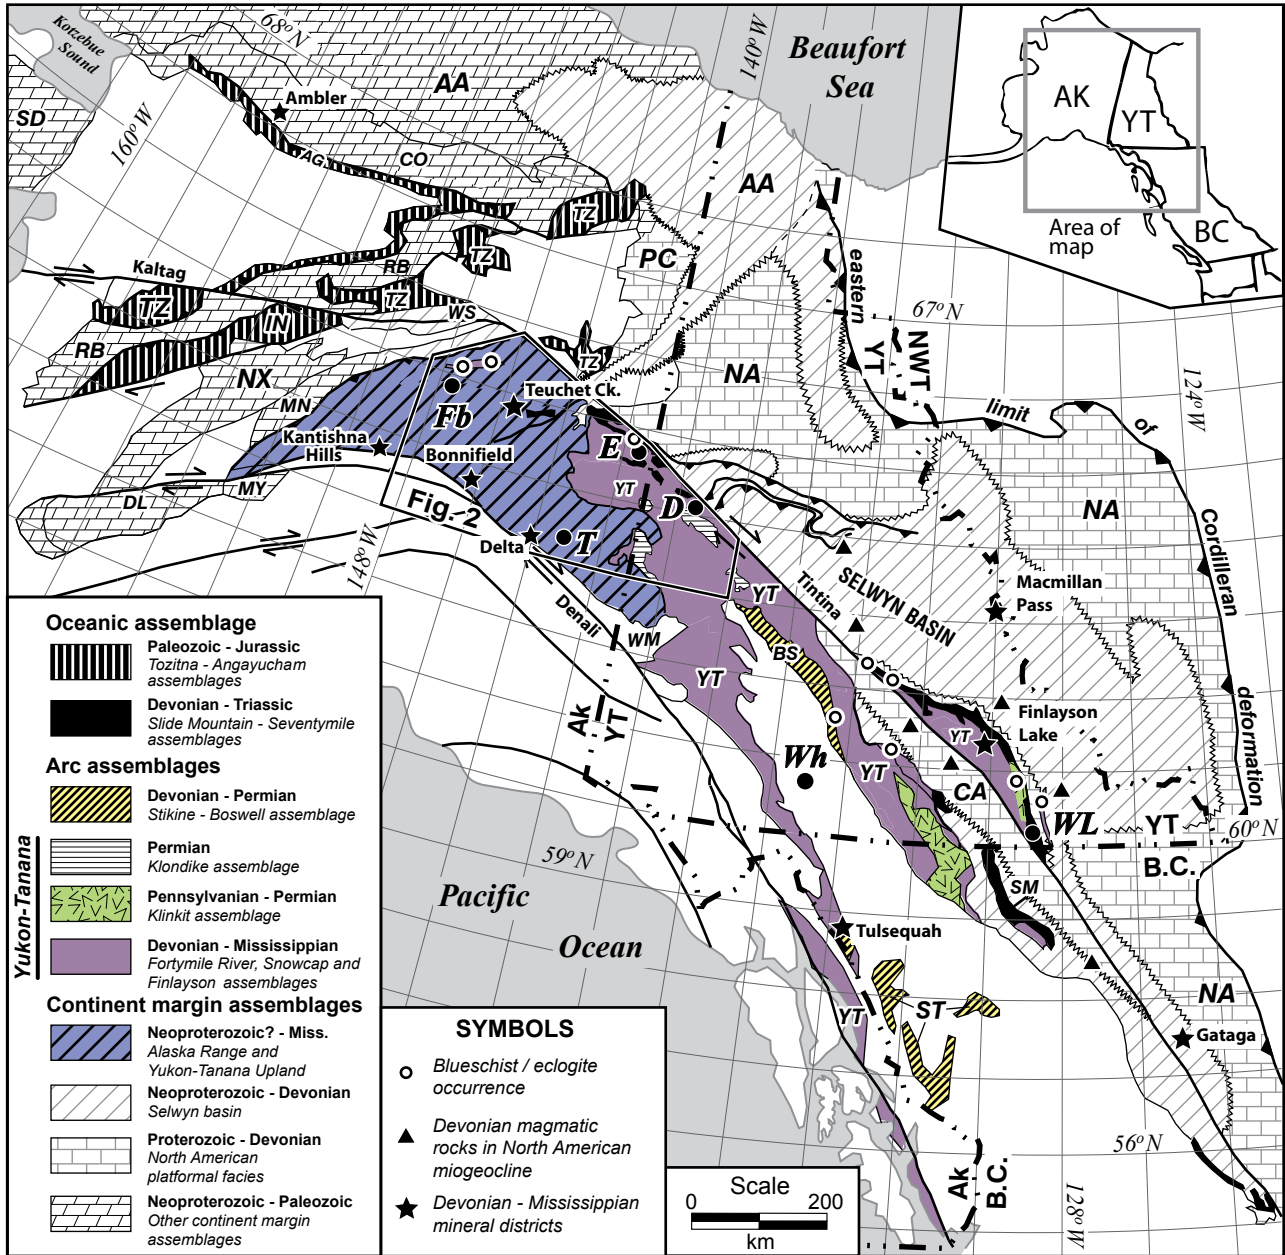 Kotzebue
Sound
68°N
140°W
Beaufort
Sea
AK
YT
BC
Area of
map
SD
160°W
Ambler
AA
AG
CO
AA
TZ
PC
TZ
RB
Kaltag
TZ
TZ
IN
WS
RB
NX
MN
TZ
eastern
67°N
YT
NWT
limit
of
124°W
NA
Teuchet Ck.
Fb
Kantishna
Hills
Bonnifield
E
YT
MY
DL
Fig. 2
D
NA
Cordilleran
148°W
Delta
T
Denali
Tintina
SELWYN BASIN
Macmillan
Pass
YT
WM
BS
YT
Ak
YT
deformation
Finlayson
Lake
YT
Wh
YT
CA
WL
YT
60°N
B.C.
59°N
SM
Pacific
Ocean
Tulsequah
NA
ST
YT
Gataga
56°N
Ak
B.C.
128°W
Oceanic assemblage
Paleozoic - Jurassic
Tozitna - Angayucham
assemblages
Devonian - Triassic
Slide Mountain - Seventymile
assemblages
Arc assemblages
Devonian - Permian
Stikine - Boswell assemblage
Yukon-Tanana
Permian
Klondike assemblage
Pennsylvanian - Permian
Klinkit assemblage
Devonian - Mississippian
Fortymile River, Snowcap and
Finlayson assemblages
Continent margin assemblages
Neoproterozoic? - Miss.
Alaska Range and
Yukon-Tanana Upland
Neoproterozoic - Devonian
Selwyn basin
Proterozoic - Devonian
North American
platformal facies
Neoproterozoic - Paleozoic
Other continent margin
assemblages
SYMBOLS
Blueschist / eclogite
occurrence
Devonian magmatic
rocks in North American
miogeocline
Devonian - Mississippian
mineral districts
Scale
0 200
km